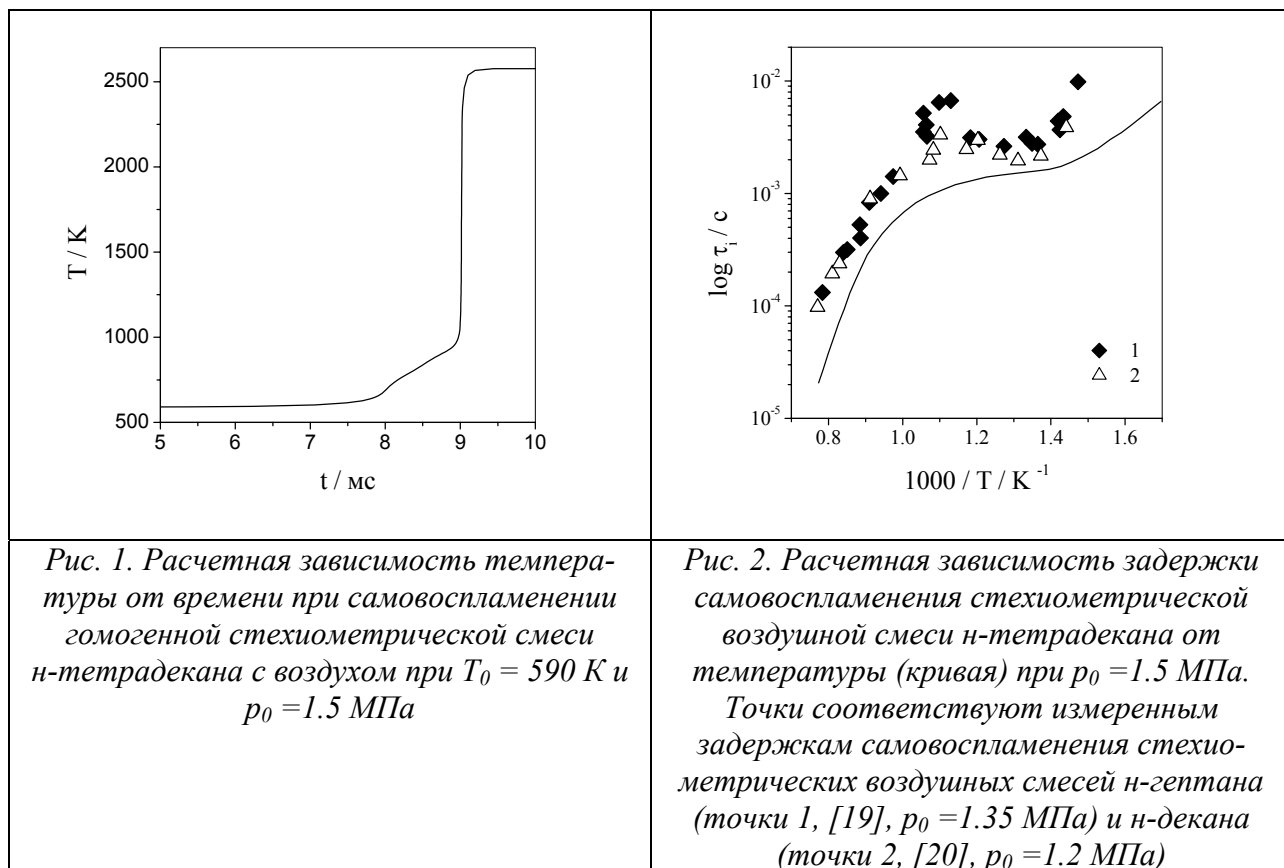 2500
2000
1500
1000
500
T / K
5 6 7 8 9 10
t / мс
10⁻²
10⁻³
10⁻⁴
10⁻⁵
log τᵢ / с
1
2
0.8 1.0 1.2 1.4 1.6
1000 / T / K ⁻¹
Рис. 1. Расчетная зависимость темпера-
туры от времени при самовоспламенении
гомогенной стехиометрической смеси
н-тетрадекана с воздухом при T₀ = 590 К и
p₀ =1.5 МПа
Рис. 2. Расчетная зависимость задержки
самовоспламенения стехиометрической
воздушной смеси н-тетрадекана от
температуры (кривая) при p₀ =1.5 МПа.
Точки соответствуют измеренным
задержкам самовоспламенения стехио-
метрических воздушных смесей н-гептана
(точки 1, [19], p₀ =1.35 МПа) и н-декана
(точки 2, [20], p₀ =1.2 МПа)